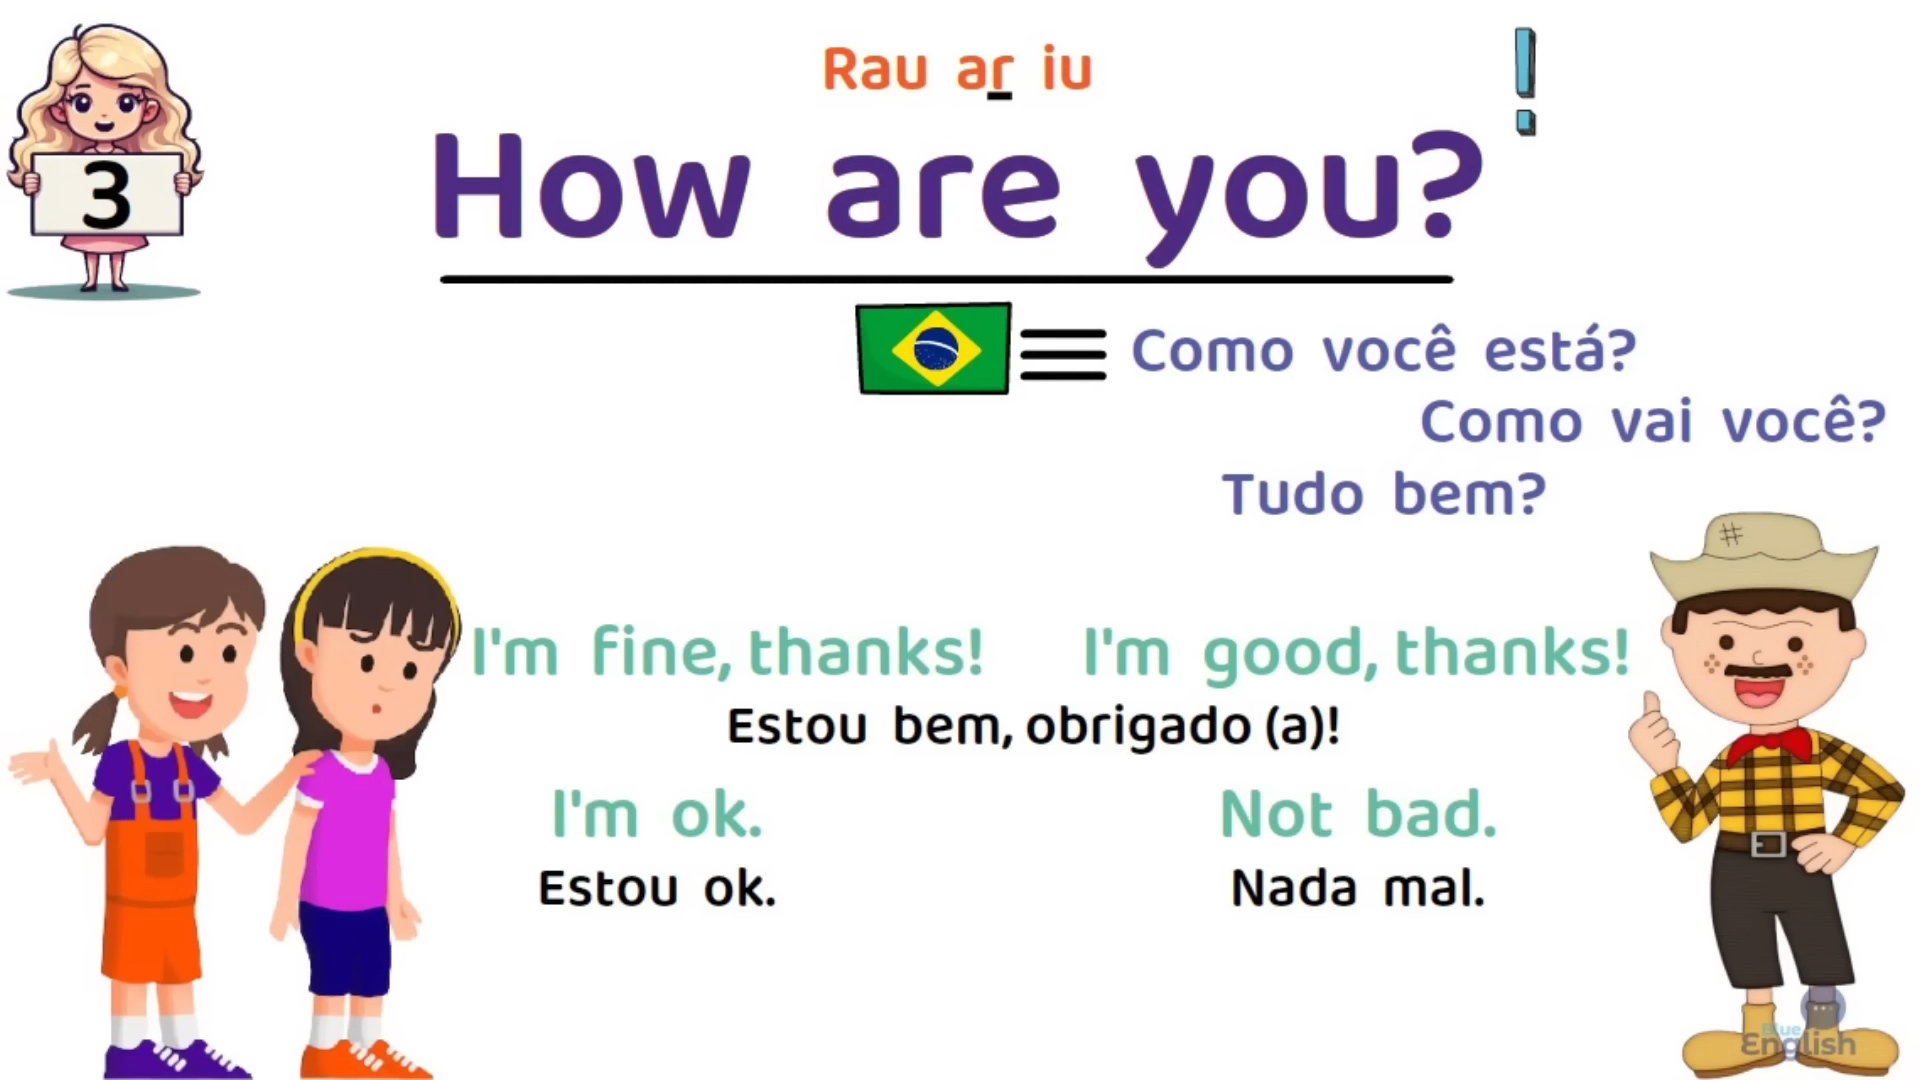 3
Rau ar iu
!
How are you?
Como você está?
Como vai você?
Tudo bem?
I'm fine, thanks!
I'm good, thanks!
Estou bem, obrigado (a)!
I'm ok.
Not bad.
Estou ok.
Nada mal.
Blue
English